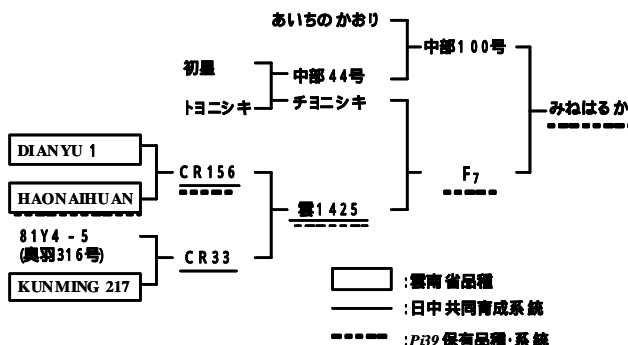 あいちのかおり
中部100号
初星
中部44号
トヨニシキ
チヨニシキ
みねはるか
DIANYU 1
CR156
F₇
HAONAIHUAN
雲1425
81Y4-5
(奥羽316号)
CR33
KUNMING 217
:雲南省品種
:日中共同育成系統
:Pi39保有品種・系統